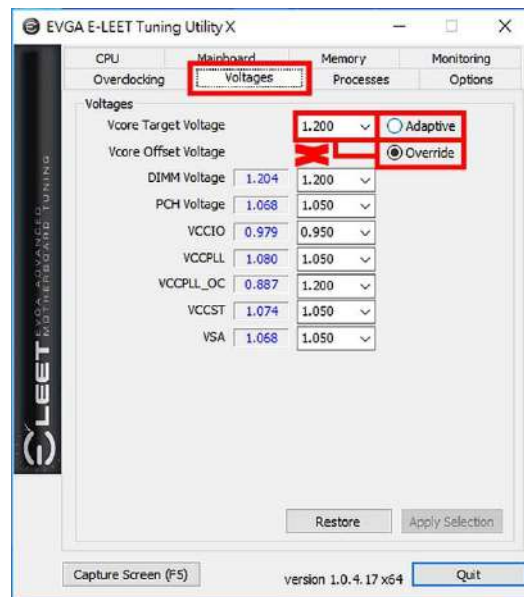 EVGA E-LEET Tuning Utility X
CPU Mainboard Memory Monitoring
Overclocking Voltages Processes Options
Voltages
Vcore Target Voltage 1.200 Adaptive
Vcore Offset Voltage Override
DIMM Voltage 1.204 1.200
PCH Voltage 1.068 1.050
VCCIO 0.979 0.950
VCCPLL 1.080 1.050
VCCPLL_OC 0.887 1.200
VCCST 1.074 1.050
VSA 1.068 1.050
ELEET EVGA ADVANCED
MOTHERBOARD TUNING
Restore Apply Selection
Capture Screen (F5) version 1.0.4.17 x64 Quit